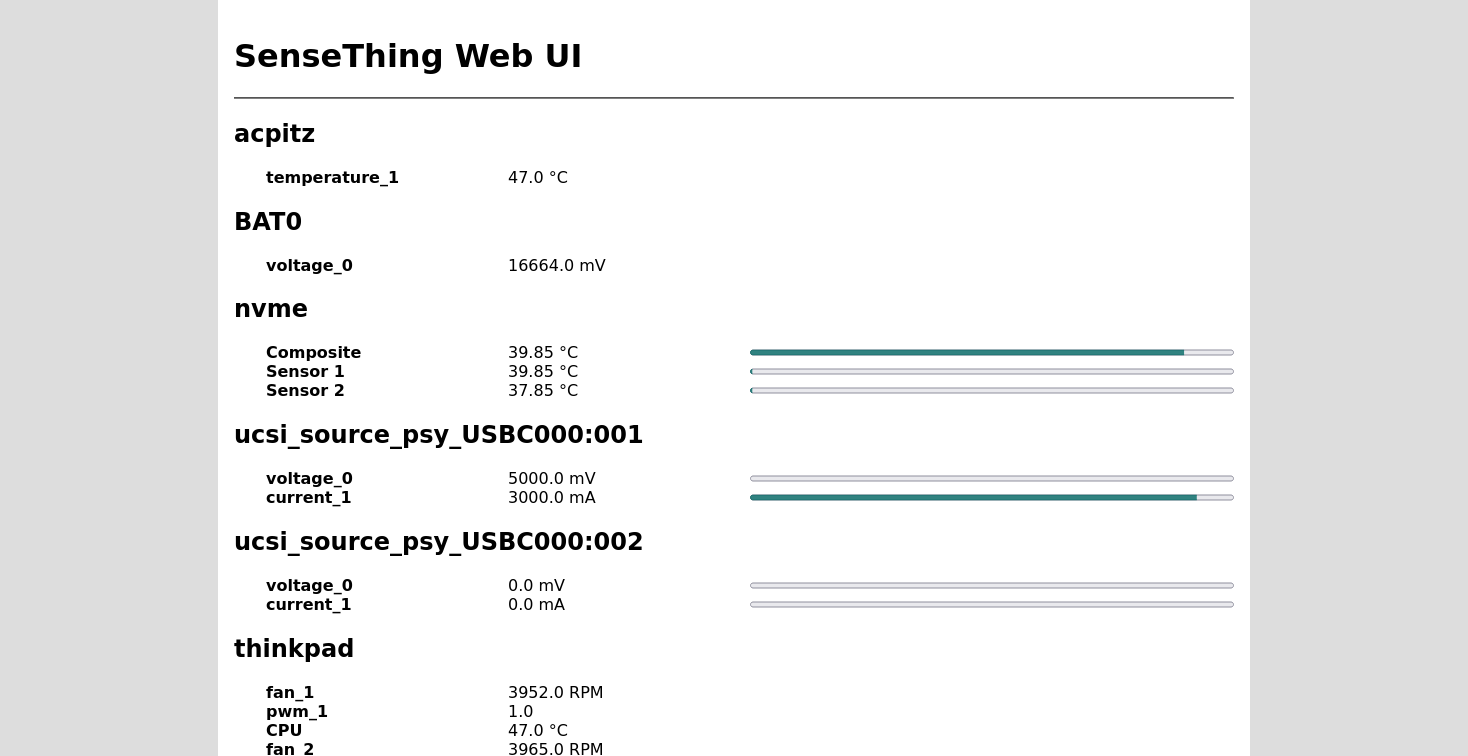 SenseThing Web UI
acpitz
temperature_1 47.0 °C
BAT0
voltage_0 16664.0 mV
nvme
Composite 39.85 °C
Sensor 1 39.85 °C
Sensor 2 37.85 °C
ucsi_source_psy_USBC000:001
voltage_0 5000.0 mV
current_1 3000.0 mA
ucsi_source_psy_USBC000:002
voltage_0 0.0 mV
current_1 0.0 mA
thinkpad
fan_1 3952.0 RPM
pwm_1 1.0
CPU 47.0 °C
fan_2 3965.0 RPM